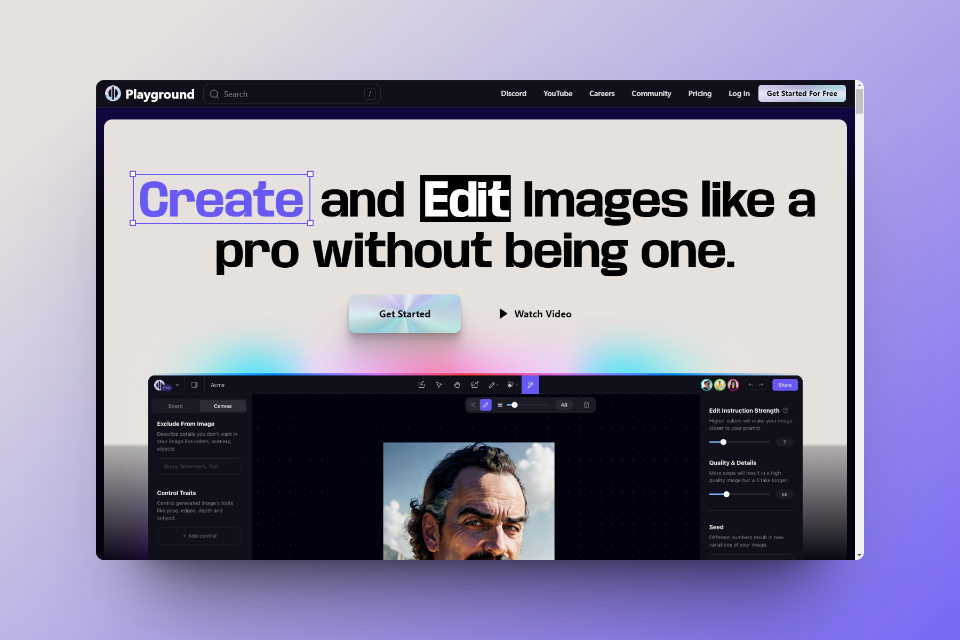 Playground
Search
/
Discord
YouTube
Careers
Community
Pricing
Log in
Get Started For Free
Create and Edit Images like a
pro without being one.
Get Started
Watch Video
Acme
Share
Board
Canvas
48
Exclude From Image
Describe details you don't want in
your image like colors, scenery,
objects
Blurry, Watermark, Text
Control Traits
Control generated image's traits
like pose, edges, depth and
subject.
+ Add control
Edit Instruction Strength
Higher values will make your image
closer to your prompt
7
Quality & Details
More steps will result in a high
quality image but will take longer.
50
Seed
Different numbers result in new
variations of your image.